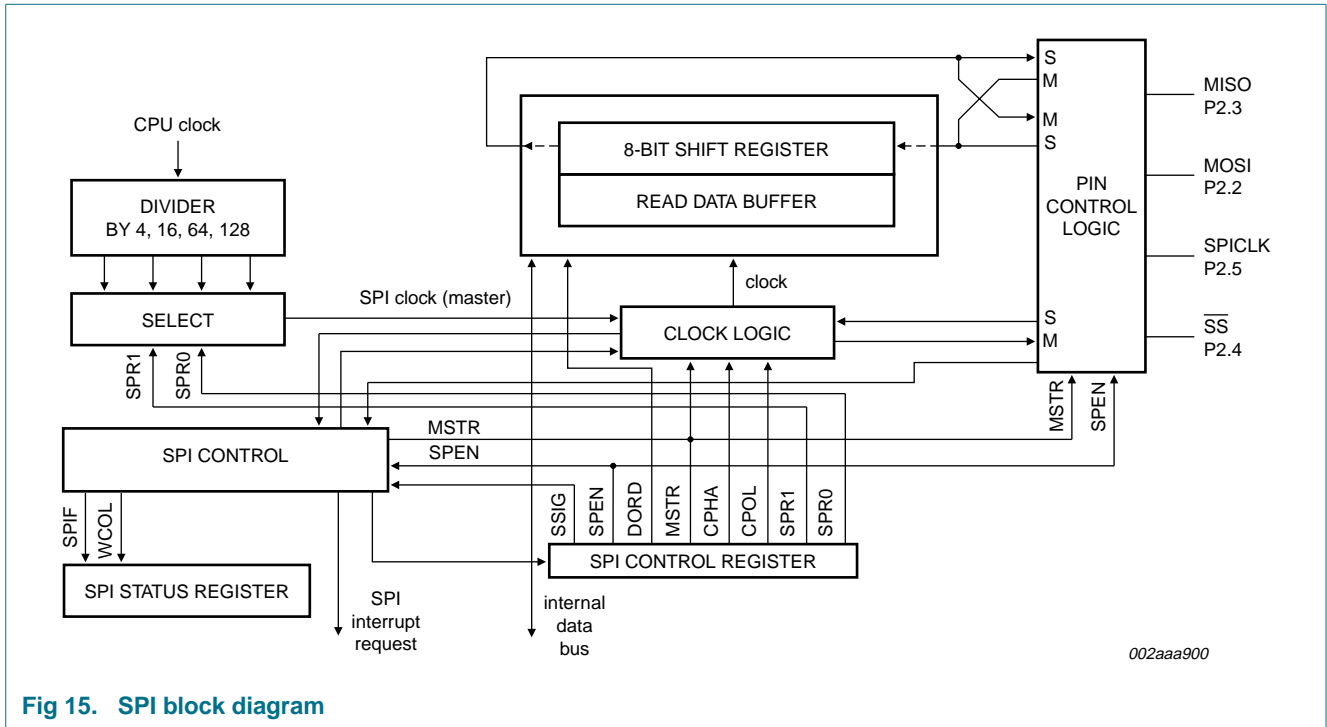 S
M
MISO
P2.3
CPU clock
M
8-BIT SHIFT REGISTER
S
READ DATA BUFFER
MOSI
P2.2
DIVIDER
BY 4, 16, 64, 128
PIN
CONTROL
LOGIC
SPICLK
P2.5
clock
SPI clock (master)
SELECT
CLOCK LOGIC
S
M
SS
P2.4
SPR1
SPR0
MSTR
SPEN
MSTR
SPEN
SPI CONTROL
SSIG
SPEN
DORD
MSTR
CPHA
CPOL
SPR1
SPR0
SPIF
WCOL
SPI CONTROL REGISTER
SPI STATUS REGISTER
SPI
interrupt
request
internal
data
bus
002aaa900
Fig 15. SPI block diagram